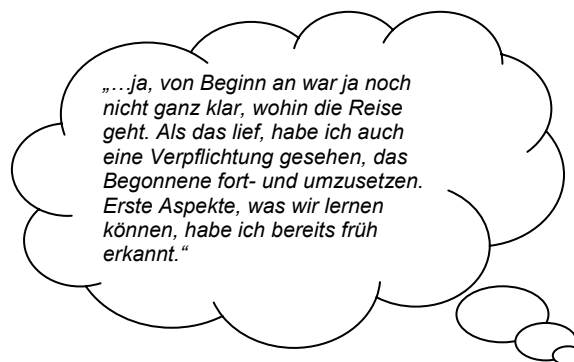 „…ja, von Beginn an war ja noch
nicht ganz klar, wohin die Reise
geht. Als das lief, habe ich auch
eine Verpflichtung gesehen, das
Begonnene fort- und umzusetzen.
Erste Aspekte, was wir lernen
können, habe ich bereits früh
erkannt.“